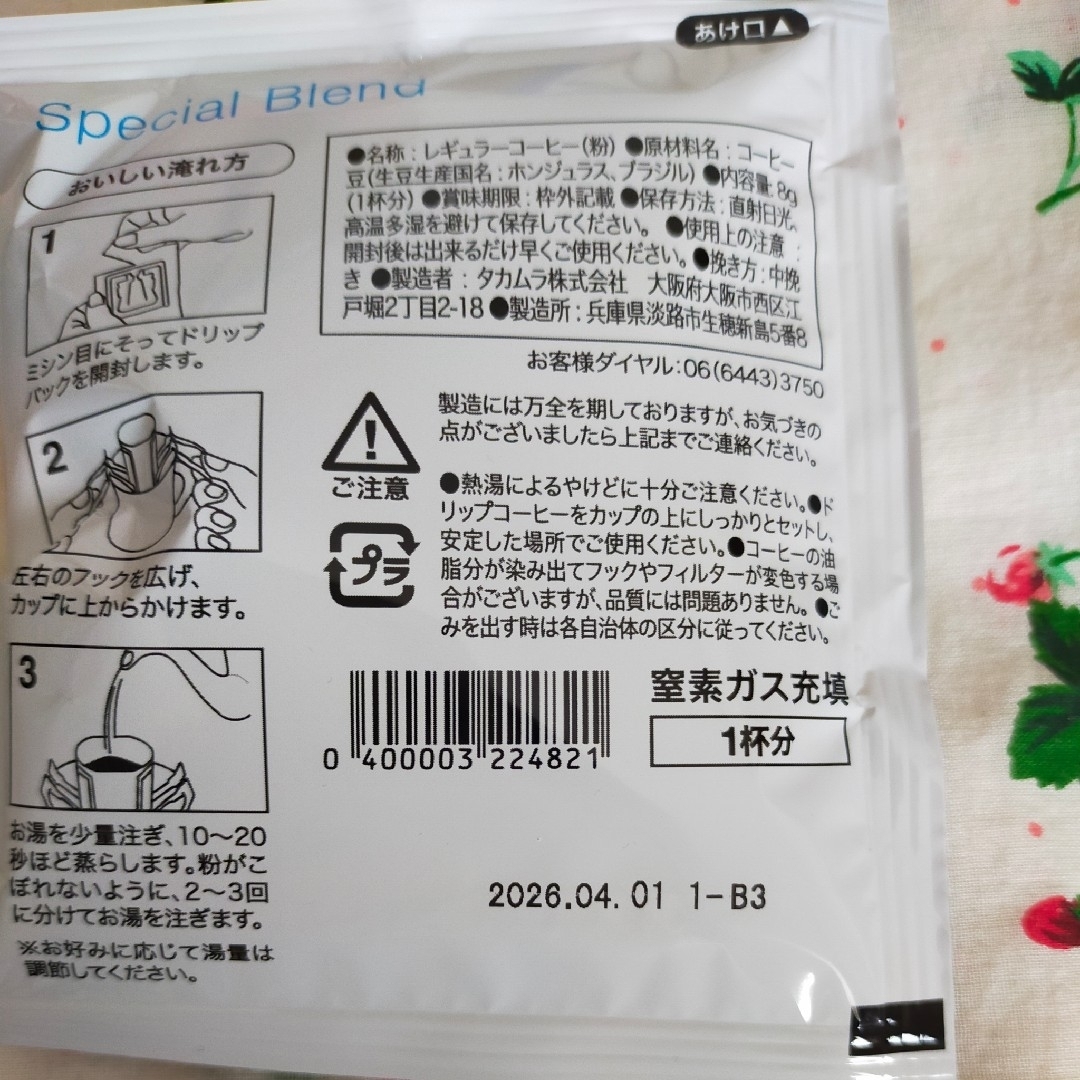 あけ口▲
Special Blend
おいしい淹れ方
1
ミシン目にそってドリップ
パックを開封します。
2
左右のフックを広げ、
カップに上からかけます。
3
お湯を少量注ぎ、10〜20
秒ほど蒸らします。粉がこ
ぼれないように、2〜3回
に分けてお湯を注ぎます。
※お好みに応じて湯量は
調節してください。
●名称：レギュラーコーヒー（粉）●原材料名：コーヒー
豆（生豆生産国名：ホンジュラス、ブラジル）●内容量：8g
（1杯分）●賞味期限：枠外記載●保存方法：直射日光、
高温多湿を避けて保存してください。●使用上の注意：
開封後は出来るだけ早くご使用ください。●挽き方：中挽
き●製造者：タカムラ株式会社 大阪府大阪市西区江
戸堀2丁目2-18●製造所：兵庫県淡路市生穂新島5番8
お客様ダイヤル：06(6443)3750
製造には万全を期しておりますが、お気づきの
点がございましたら上記までご連絡ください。
ご注意
プラ
●熱湯によるやけどに十分ご注意ください。●ド
リップコーヒーをカップの上にしっかりとセットし、
安定した場所でご使用ください。●コーヒーの油
脂分が染み出てフックやフィルターが変色する場
合がございますが、品質には問題ありません。●ご
みを出す時は各自治体の区分に従ってください。
0 400003 224821
窒素ガス充填
1杯分
2026.04.01 1-B3